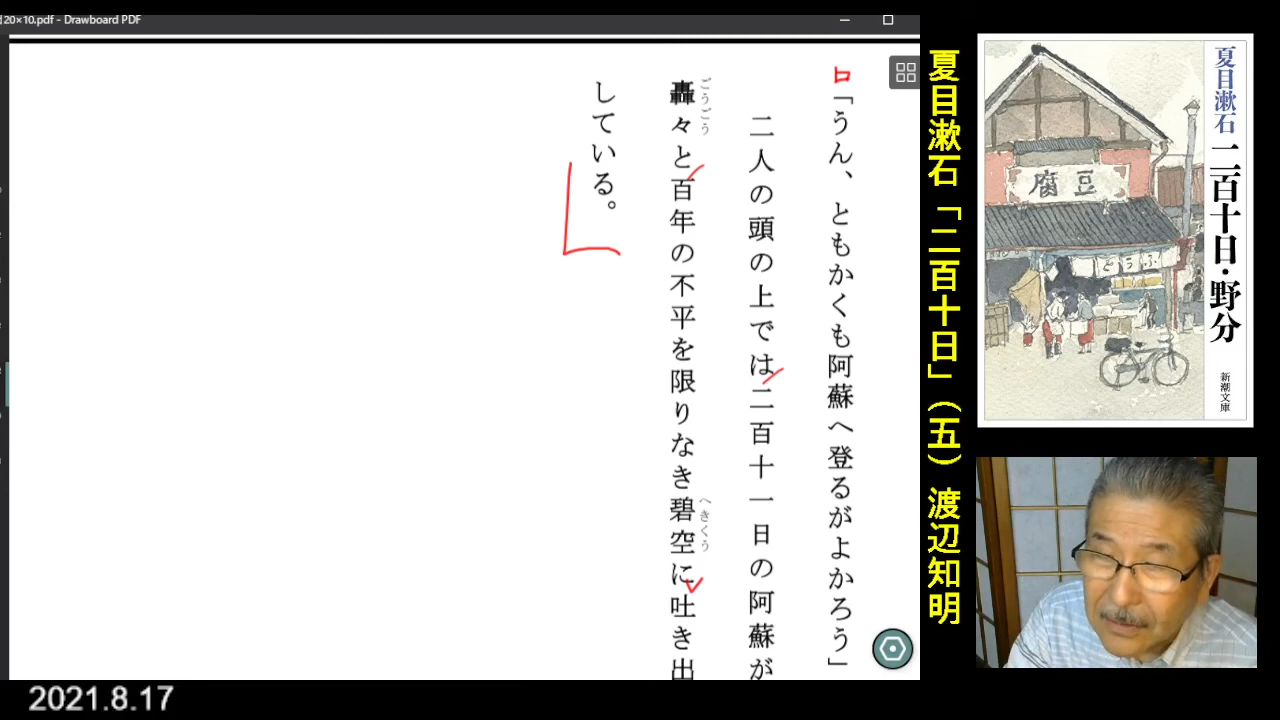 20×10.pdf - Drawboard PDF
ロ「うん、ともかくも阿蘇へ登るがよかろう」
二人の頭の上では二百十一日の阿蘇が
轟々と百年の不平を限りなき碧空に吐き出
ごうごう
へきくう
している。
夏目漱石「二百十日」（五） 渡辺知明
夏目漱石
二百十日・野分
新潮文庫
腐豆
とうふ
2021.8.17